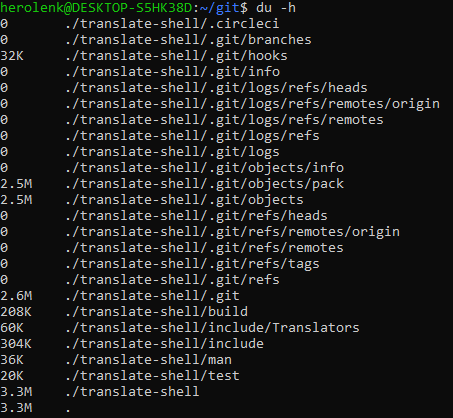 herolenk@DESKTOP-S5HK38D:~/git$ du -h
0 ./translate-shell/.circleci
0 ./translate-shell/.git/branches
32K ./translate-shell/.git/hooks
0 ./translate-shell/.git/info
0 ./translate-shell/.git/logs/refs/heads
0 ./translate-shell/.git/logs/refs/remotes/origin
0 ./translate-shell/.git/logs/refs/remotes
0 ./translate-shell/.git/logs/refs
0 ./translate-shell/.git/logs
0 ./translate-shell/.git/objects/info
2.5M ./translate-shell/.git/objects/pack
2.5M ./translate-shell/.git/objects
0 ./translate-shell/.git/refs/heads
0 ./translate-shell/.git/refs/remotes/origin
0 ./translate-shell/.git/refs/remotes
0 ./translate-shell/.git/refs/tags
0 ./translate-shell/.git/refs
2.6M ./translate-shell/.git
208K ./translate-shell/build
60K ./translate-shell/include/Translators
304K ./translate-shell/include
36K ./translate-shell/man
20K ./translate-shell/test
3.3M ./translate-shell
3.3M .